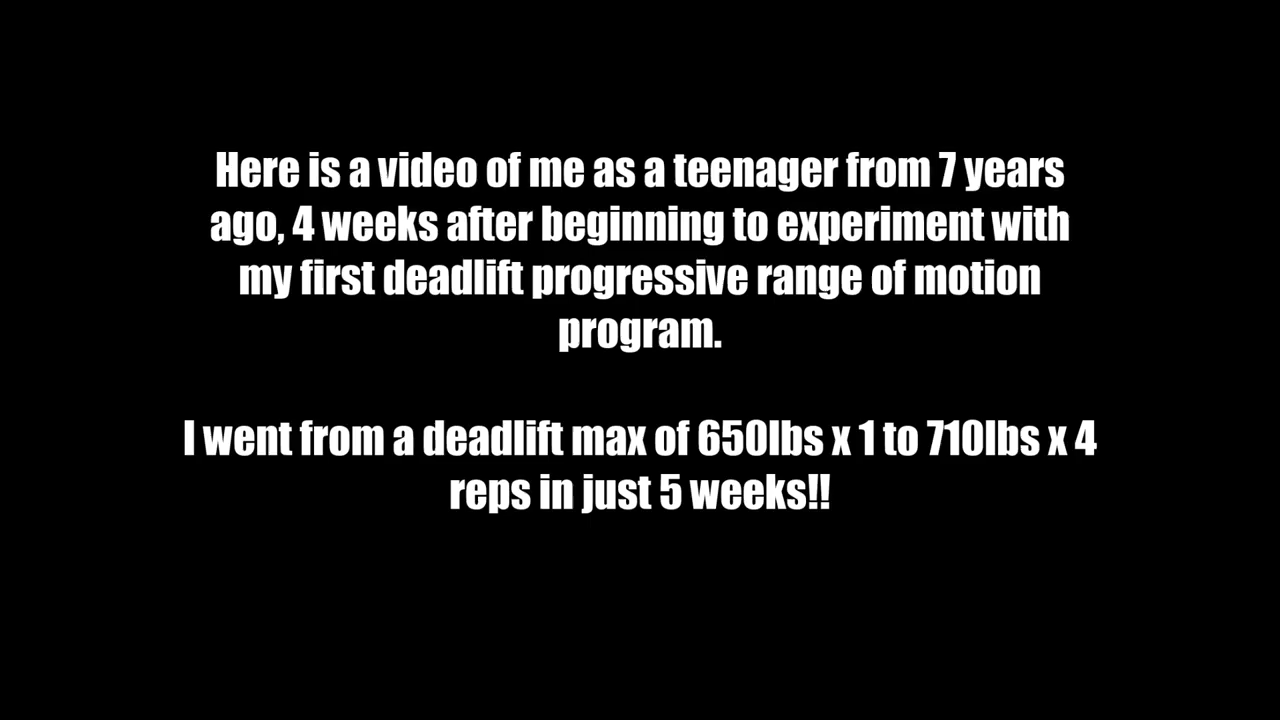 Here is a video of me as a teenager from 7 years
ago, 4 weeks after beginning to experiment with
my first deadlift progressive range of motion
program.
I went from a deadlift max of 650lbs x 1 to 710lbs x 4
reps in just 5 weeks!!